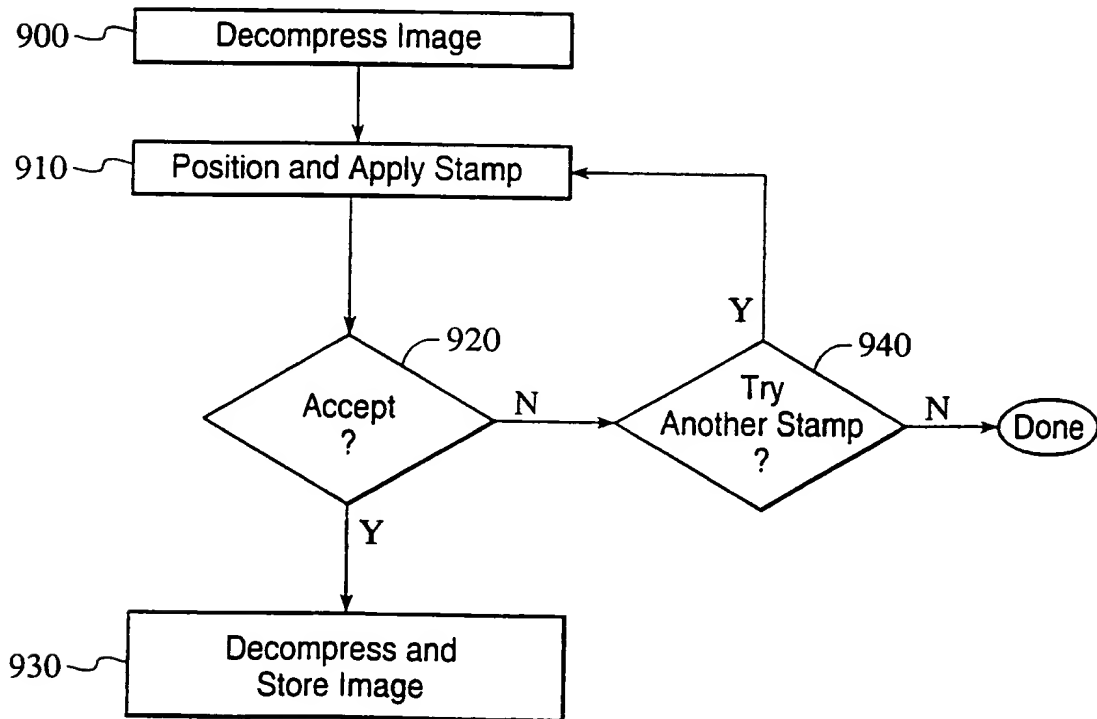 900
Decompress Image
910
Position and Apply Stamp
Y
920
940
Accept
?
N
Try
Another Stamp
?
N
Done
Y
930
Decompress and
Store Image